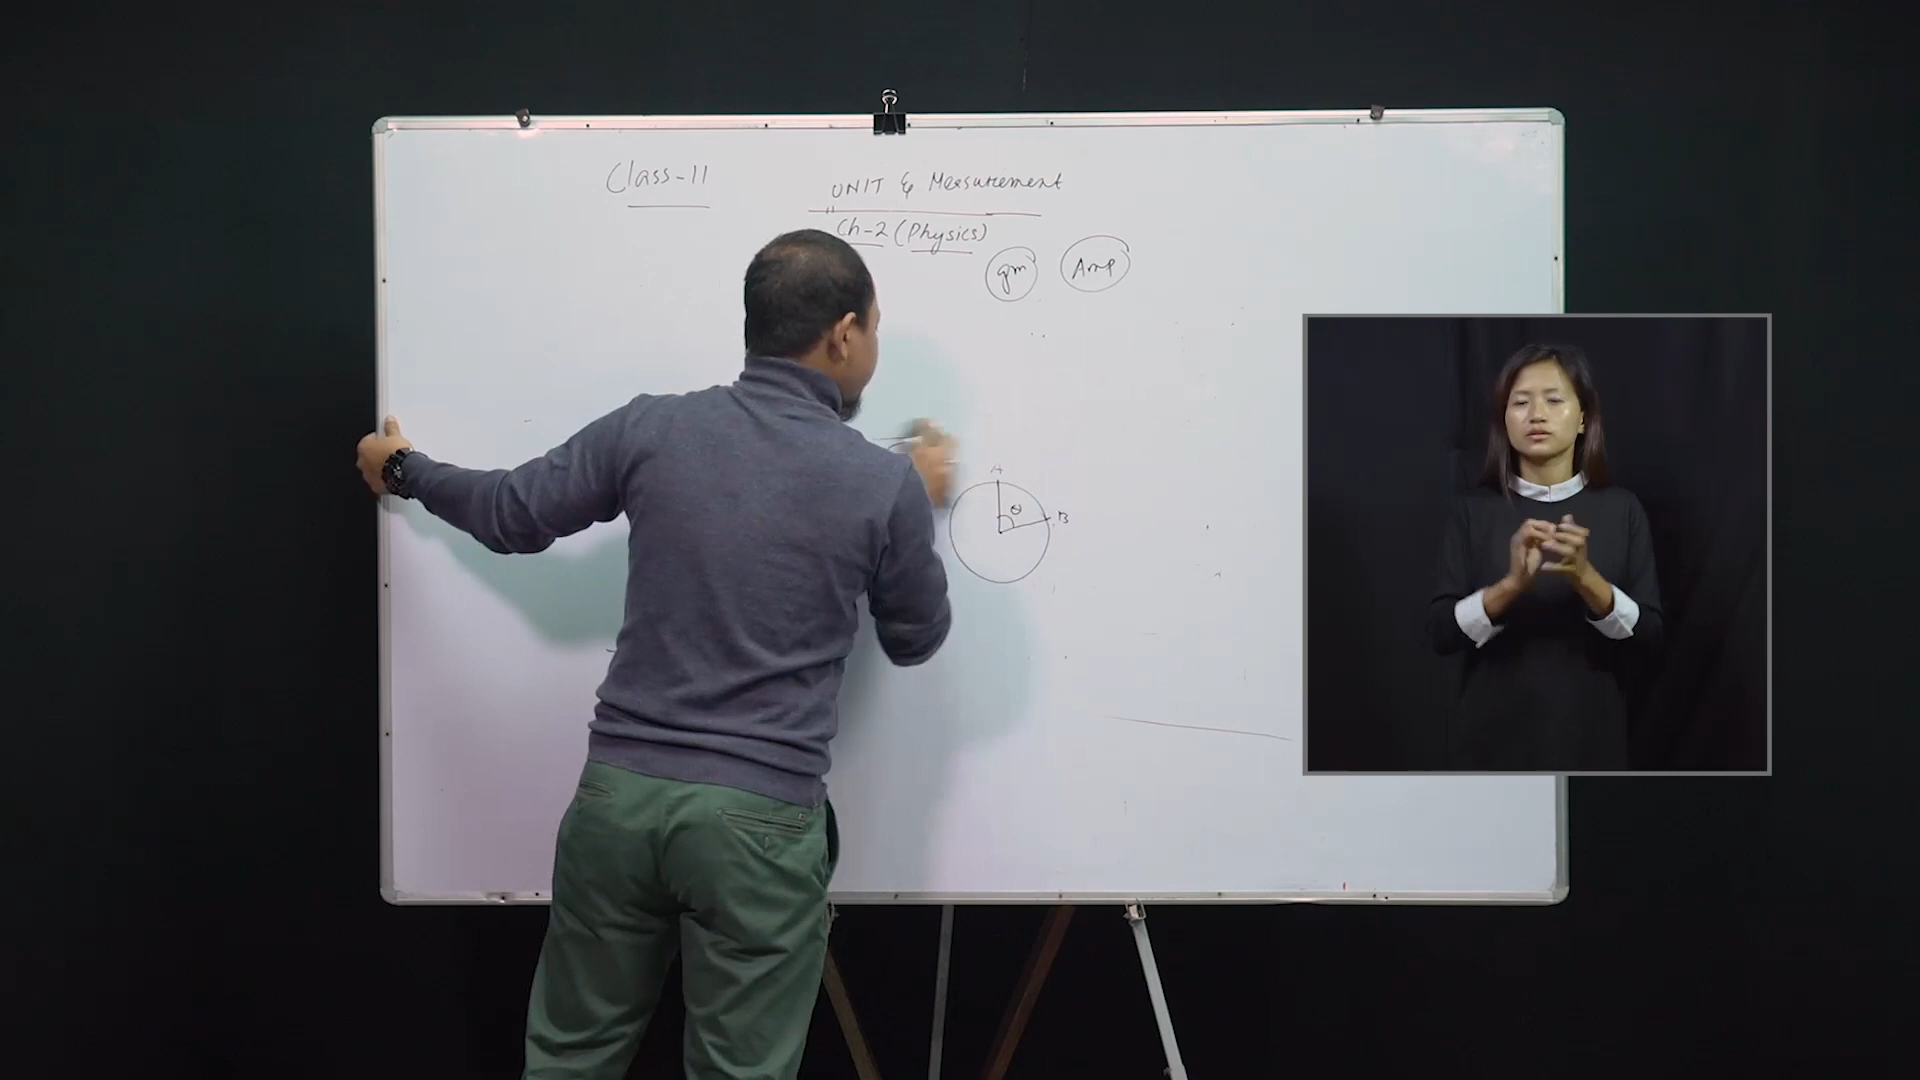 Class-11
UNIT & Measurement
Ch-2 (Physics)
gm
Amp
A
θ
B